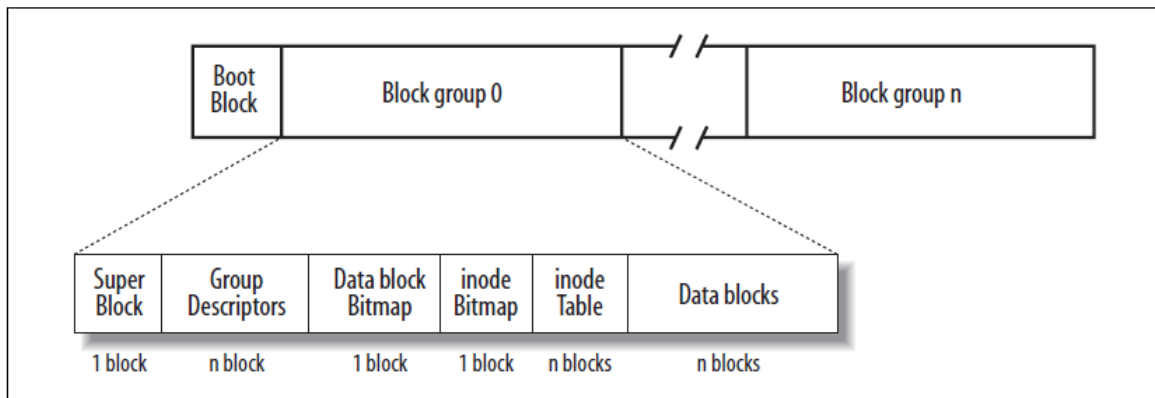 Boot
Block
Block group 0
Block group n
Super
Block
Group
Descriptors
Data block
Bitmap
inode
Bitmap
inode
Table
Data blocks
1 block
n block
1 block
1 block
n blocks
n blocks